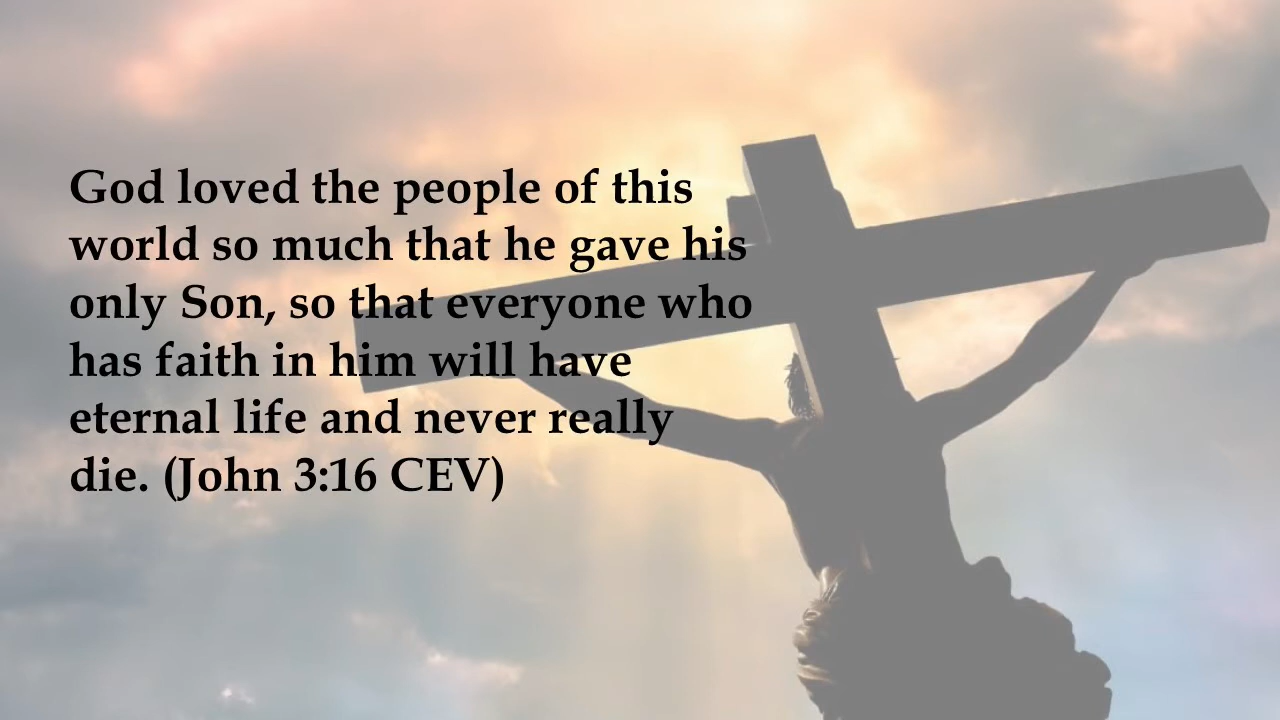 God loved the people of this
world so much that he gave his
only Son, so that everyone who
has faith in him will have
eternal life and never really
die. (John 3:16 CEV)